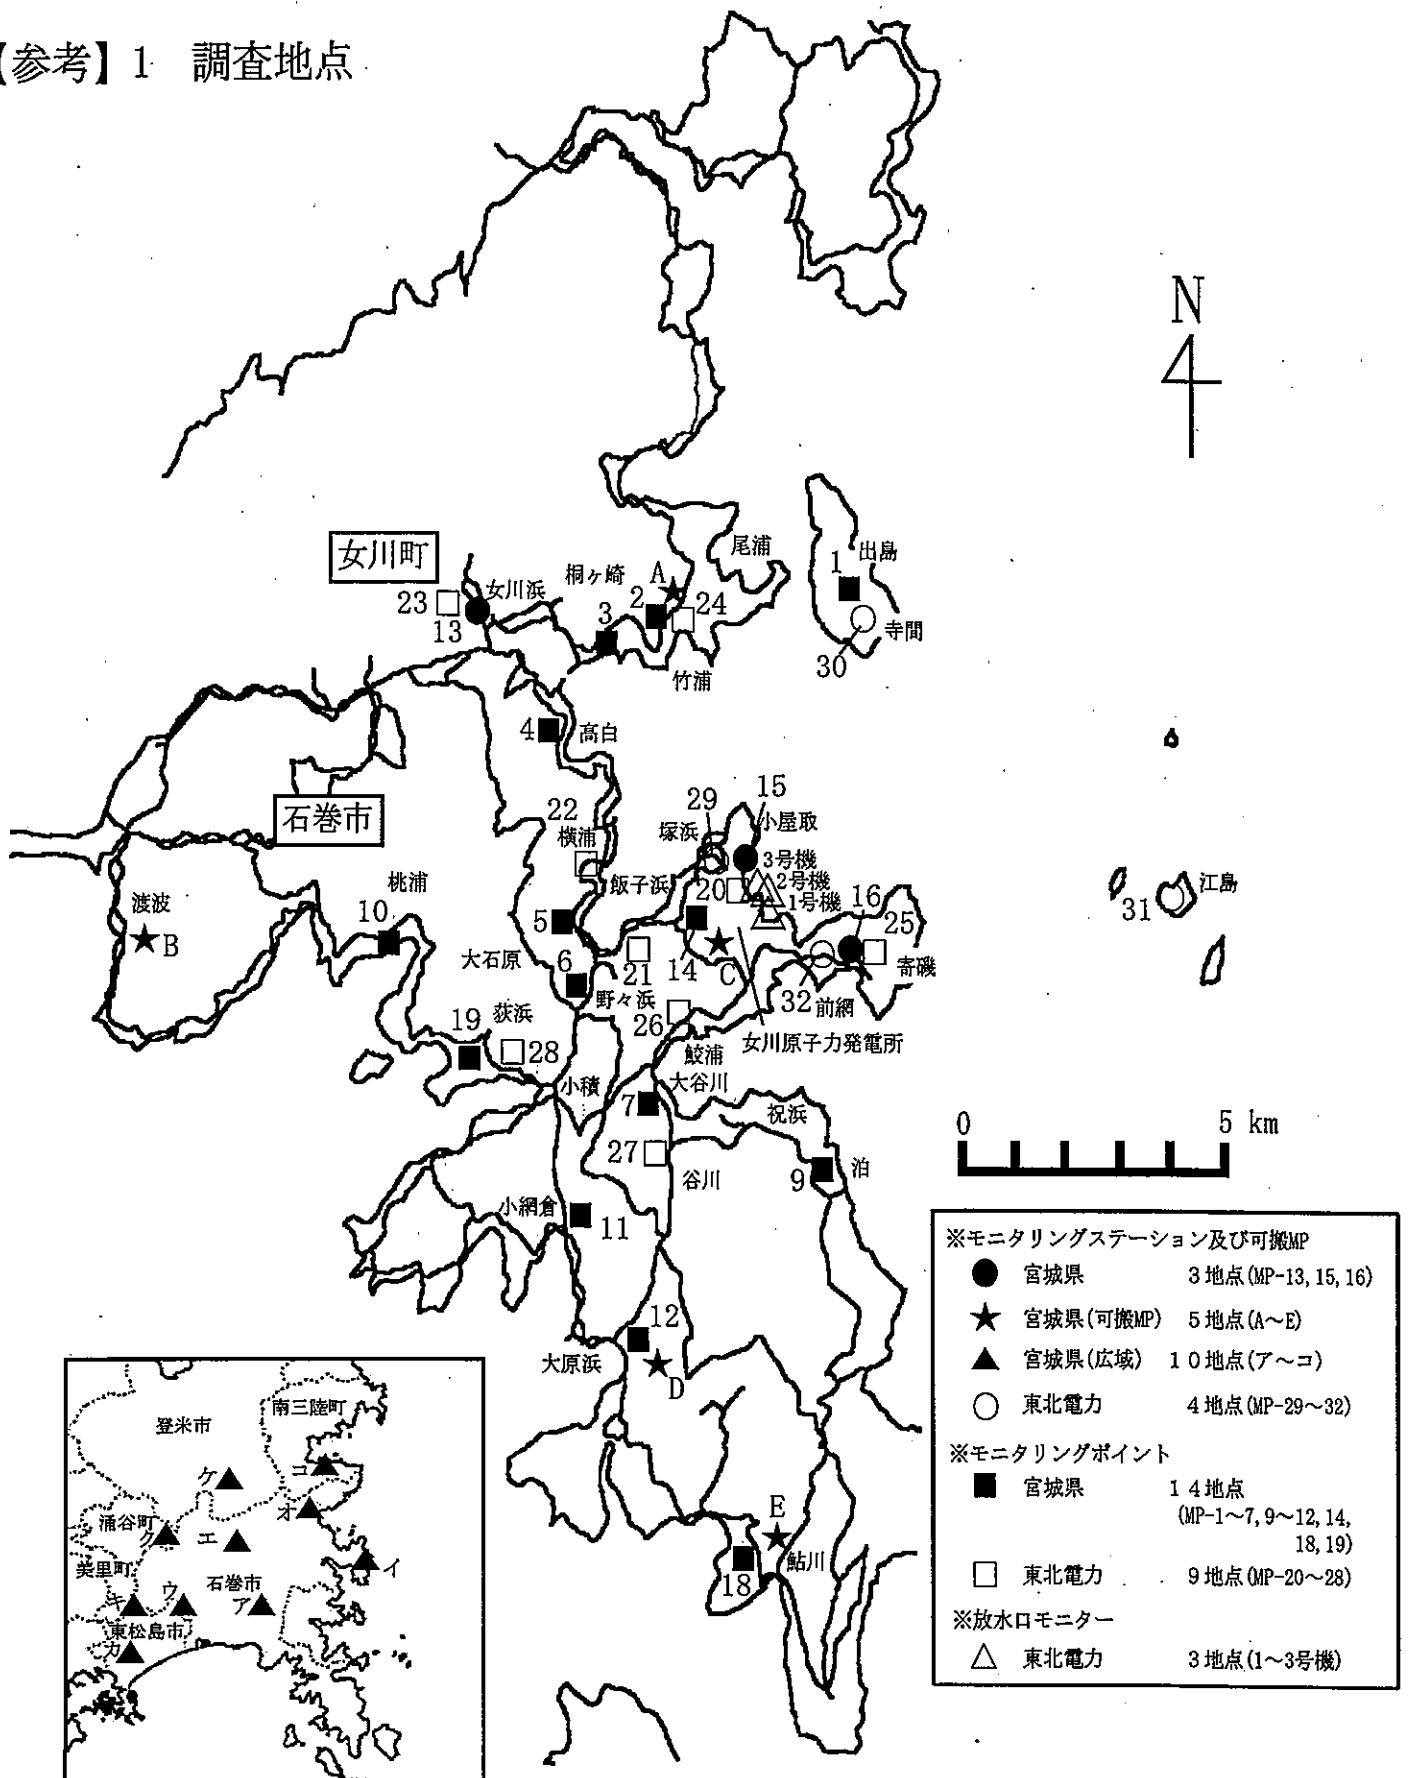 【参考】1 調査地点
N
尾浦
女川町
出島
1
桐ヶ崎
A
女川浜
23
2
24
3
13
寺間
30
竹浦
4
高白
15
29
22
小屋取
石巻市
塚浜
横浦
3号機
2号機
飯子浜
20
1号機
江島
桃浦
渡波
16
25
31
10
5
B
大石原
6
21
14
C
寄磯
野々浜
32
前網
荻浜
26
19
女川原子力発電所
鮫浦
28
大谷川
小積
7
祝浜
0 5 km
27
9
泊
谷川
小網倉
11
12
大原浜
D
E
鮎川
18
※モニタリングステーション及び可搬MP
宮城県 3地点(MP-13,15,16)
宮城県(可搬MP) 5地点(A～E)
宮城県(広域) 10地点(ア～コ)
東北電力 4地点(MP-29～32)
※モニタリングポイント
宮城県 14地点
(MP-1～7,9～12,14,
18,19)
東北電力 9地点(MP-20～28)
※放水口モニター
東北電力 3地点(1～3号機)
南三陸町
登米市
コ
ケ
オ
涌谷町
ク
エ
イ
美里町
石巻市
キ
ウ
ア
東松島市
カ